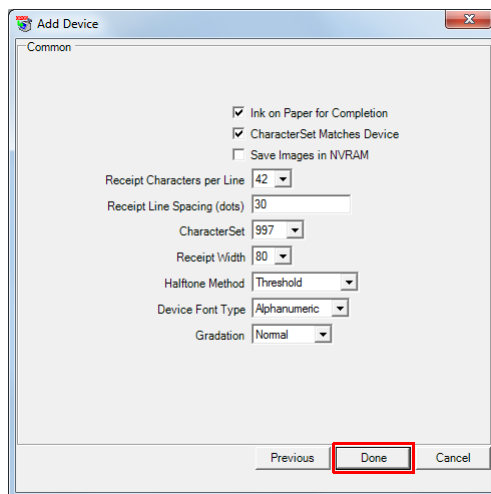 Add Device
Common
Ink on Paper for Completion
CharacterSet Matches Device
Save Images in NVRAM
Receipt Characters per Line 42
Receipt Line Spacing (dots) 30
CharacterSet 997
Receipt Width 80
Halftone Method Threshold
Device Font Type Alphanumeric
Gradation Normal
Previous Done Cancel